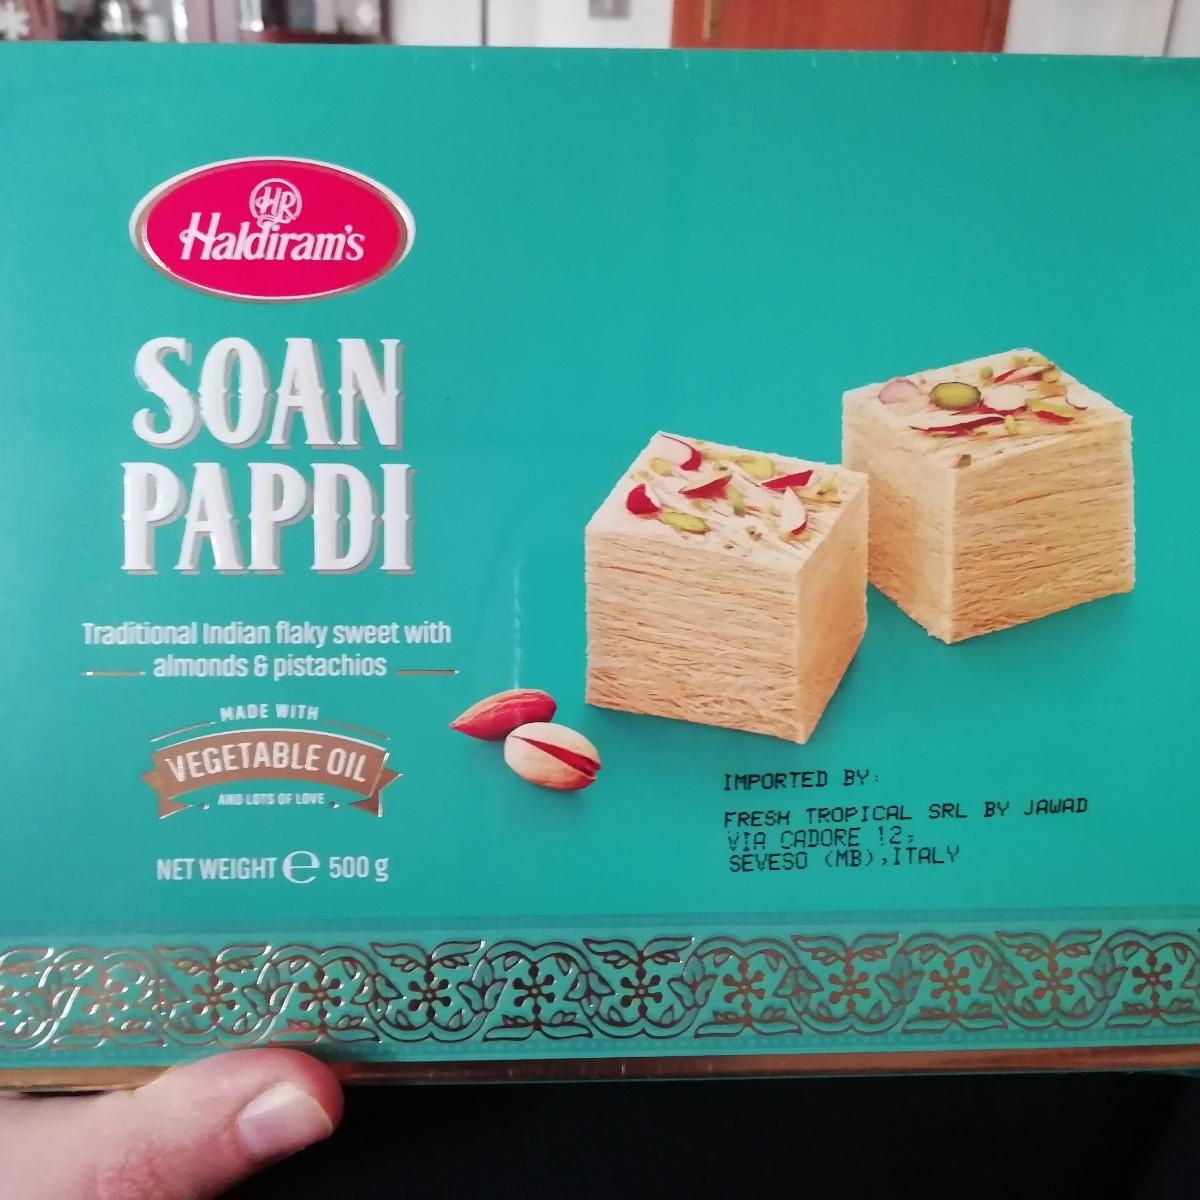 HR
Haldiram's
SOAN
PAPDI
Traditional Indian flaky sweet with
almonds & pistachios
MADE WITH
VEGETABLE OIL
AND LOTS OF LOVE
NET WEIGHT ℮ 500 g
IMPORTED BY:
FRESH TROPICAL SRL BY JAWAD
VIA CADORE 12,
SEVESO (MB),ITALY